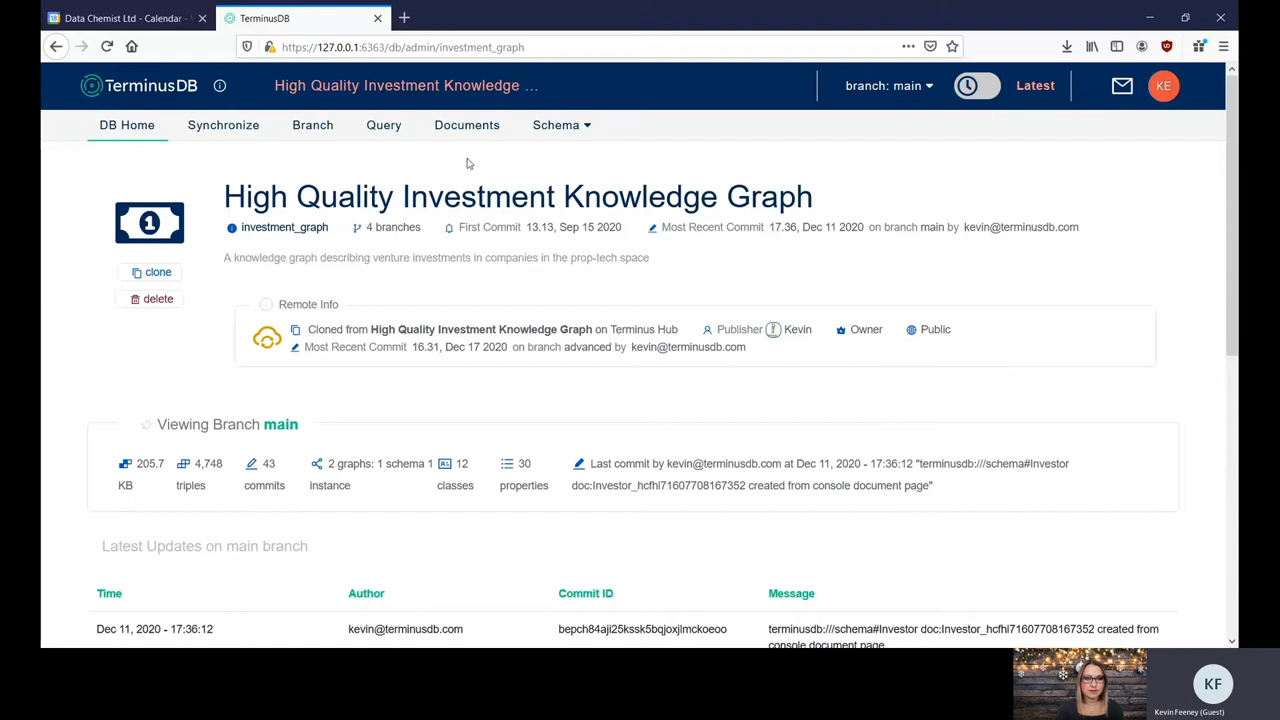 Data Chemist Ltd - Calendar -
TerminusDB
https://127.0.0.1:6363/db/admin/investment_graph
TerminusDB
High Quality Investment Knowledge ...
branch: main
Latest
KE
DB Home
Synchronize
Branch
Query
Documents
Schema
High Quality Investment Knowledge Graph
1
investment_graph
4 branches
First Commit 13.13, Sep 15 2020
Most Recent Commit 17.36, Dec 11 2020 on branch main by kevin@terminusdb.com
A knowledge graph describing venture investments in companies in the prop-tech space
clone
delete
Remote Info
Cloned from High Quality Investment Knowledge Graph on Terminus Hub
Publisher
Kevin
Owner
Public
Most Recent Commit 16.31, Dec 17 2020 on branch advanced by kevin@terminusdb.com
Viewing Branch main
205.7
KB
4,748
triples
43
commits
2 graphs: 1 schema 1
instance
12
classes
30
properties
Last commit by kevin@terminusdb.com at Dec 11, 2020 - 17:36:12 "terminusdb:///schema#Investor
doc:Investor_hcfhl71607708167352 created from console document page"
Latest Updates on main branch
Time
Author
Commit ID
Message
Dec 11, 2020 - 17:36:12
kevin@terminusdb.com
bepch84aji25kssk5bqjoxjlmckoeoo
terminusdb:///schema#Investor doc:Investor_hcfhl71607708167352 created from
console document page
KF
Kevin Feeney (Guest)